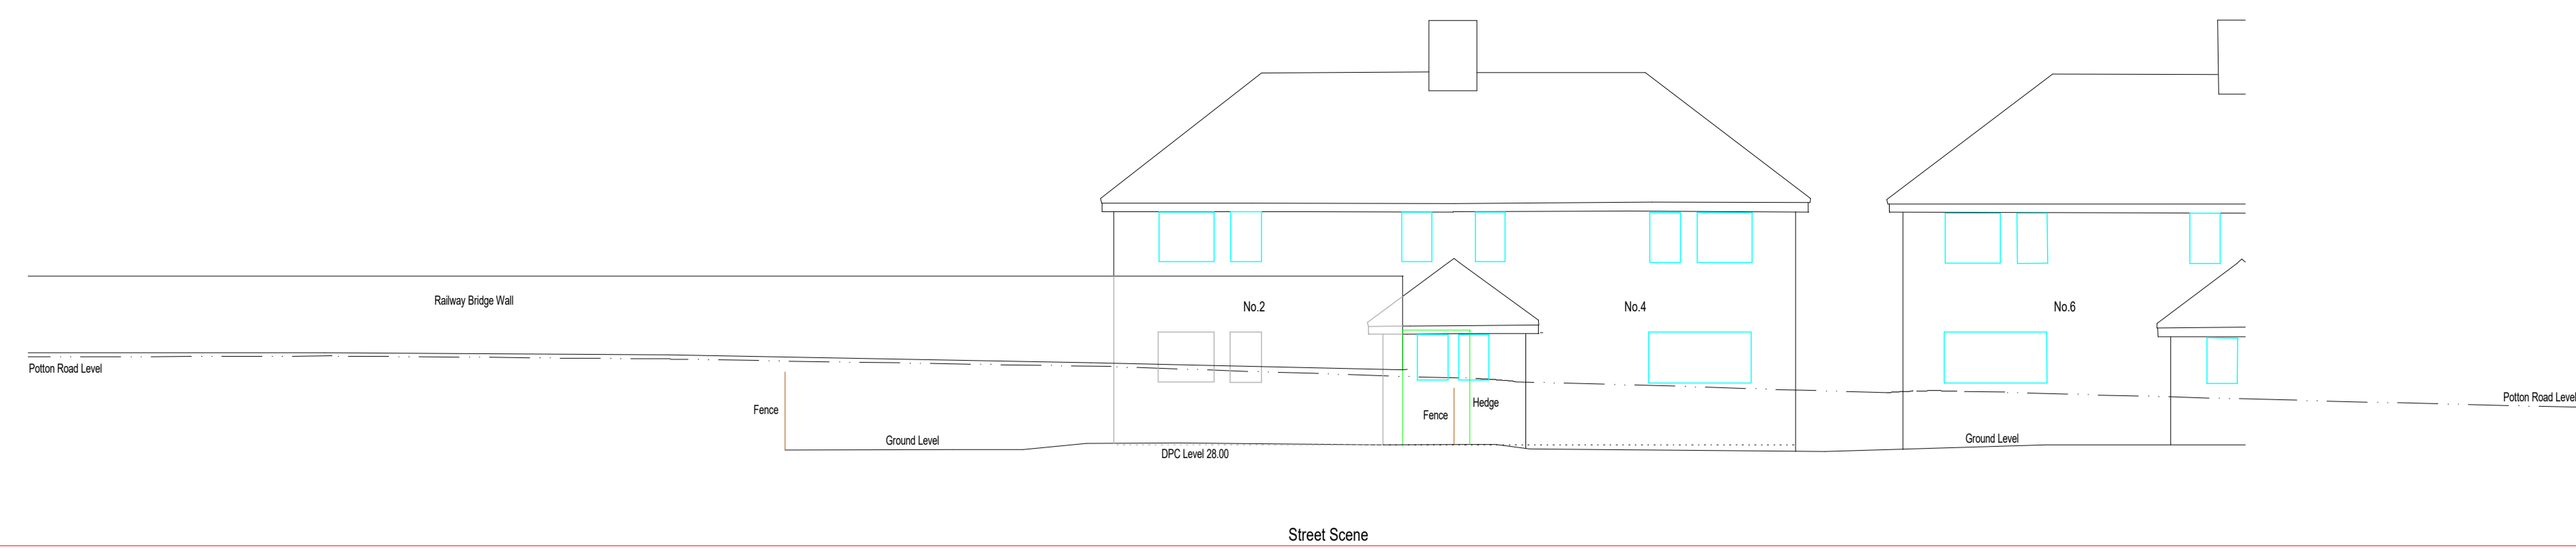 Railway Bridge Wall
No.2
No.4
No.6
Potton Road Level
Potton Road Level
Fence
Hedge
Fence
Ground Level
Ground Level
DPC Level 28.00
Street Scene